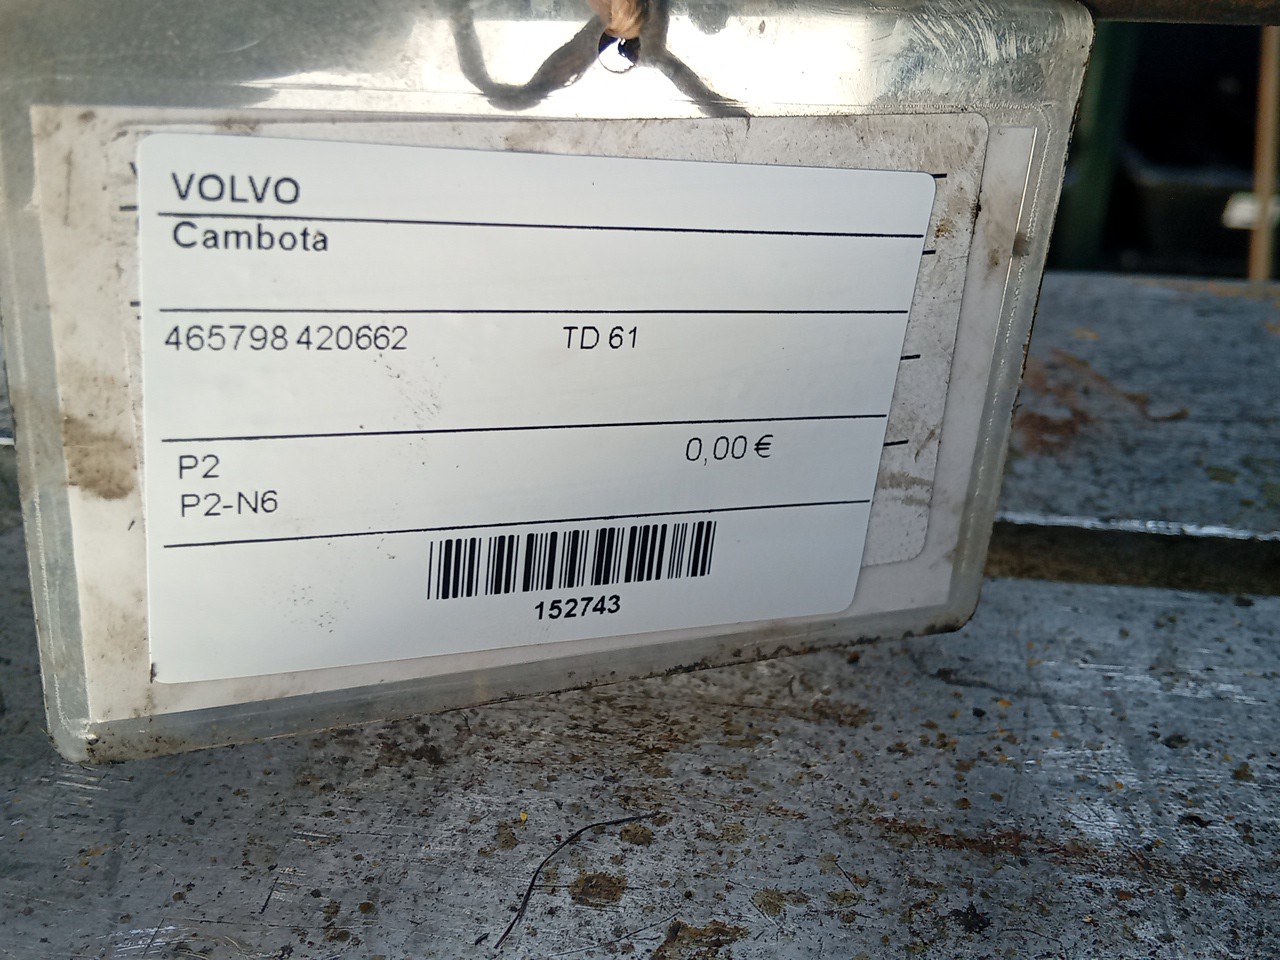 VOLVO
Cambota
465798 420662 TD 61
P2 0,00 €
P2-N6
152743